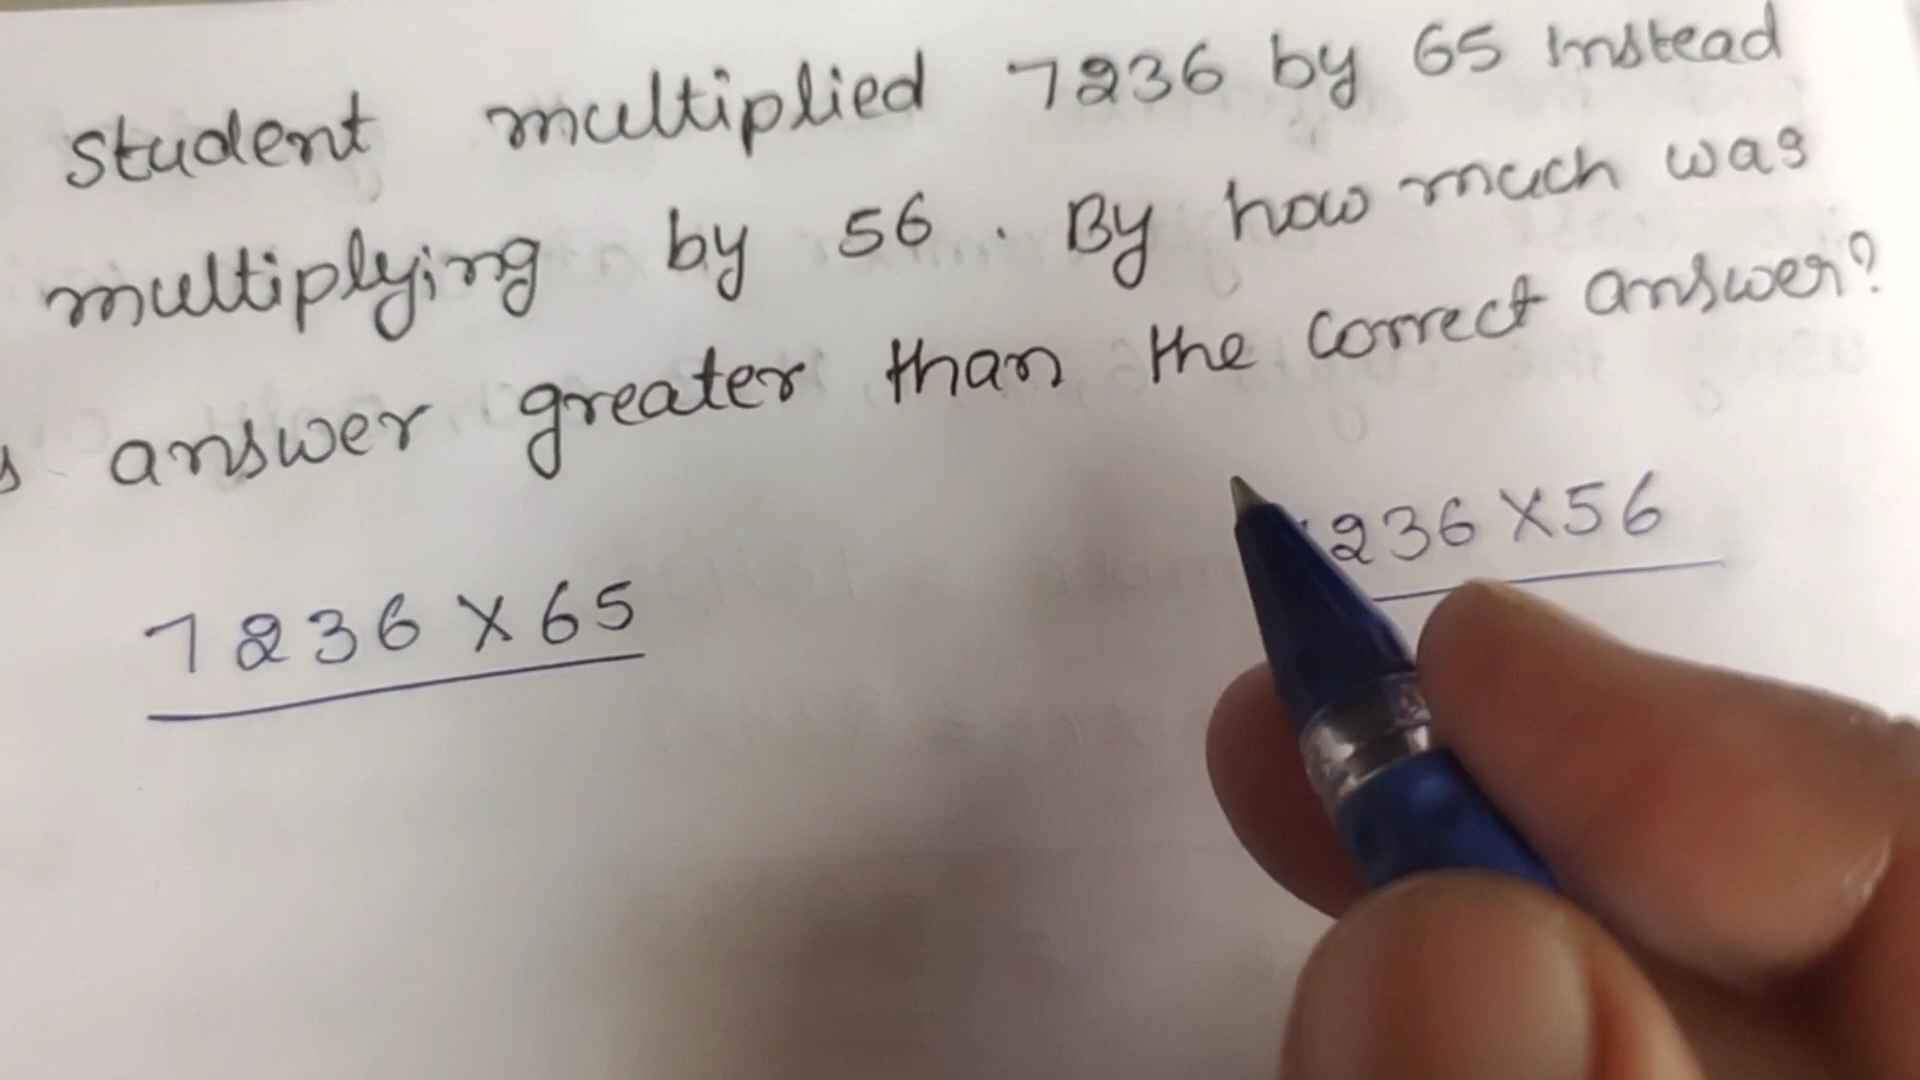 student multiplied 7236 by 65 Instead
multiplying by 56. By how much was
s answer greater than the correct answer?
7236 X 65
236 X 56